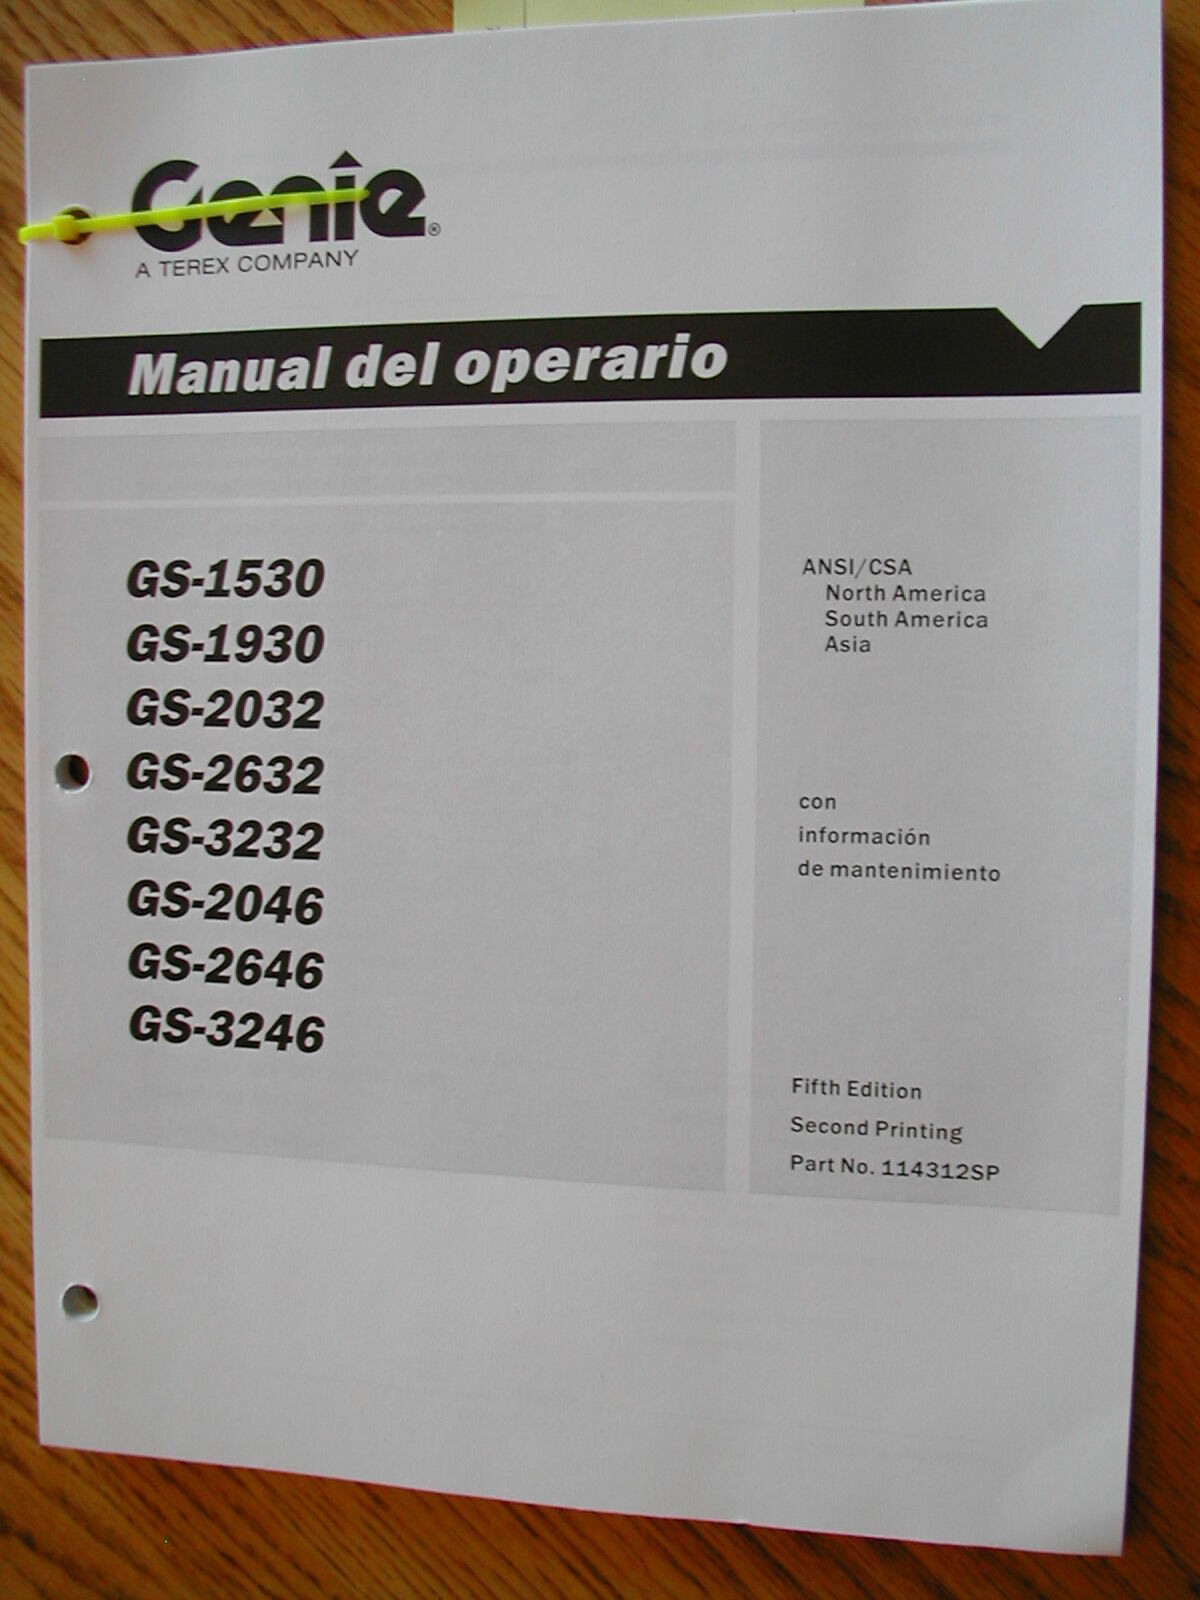 Genie®
A TEREX COMPANY
Manual del operario
GS-1530
GS-1930
GS-2032
GS-2632
GS-3232
GS-2046
GS-2646
GS-3246
ANSI/CSA
North America
South America
Asia
con
información
de mantenimiento
Fifth Edition
Second Printing
Part No. 114312SP